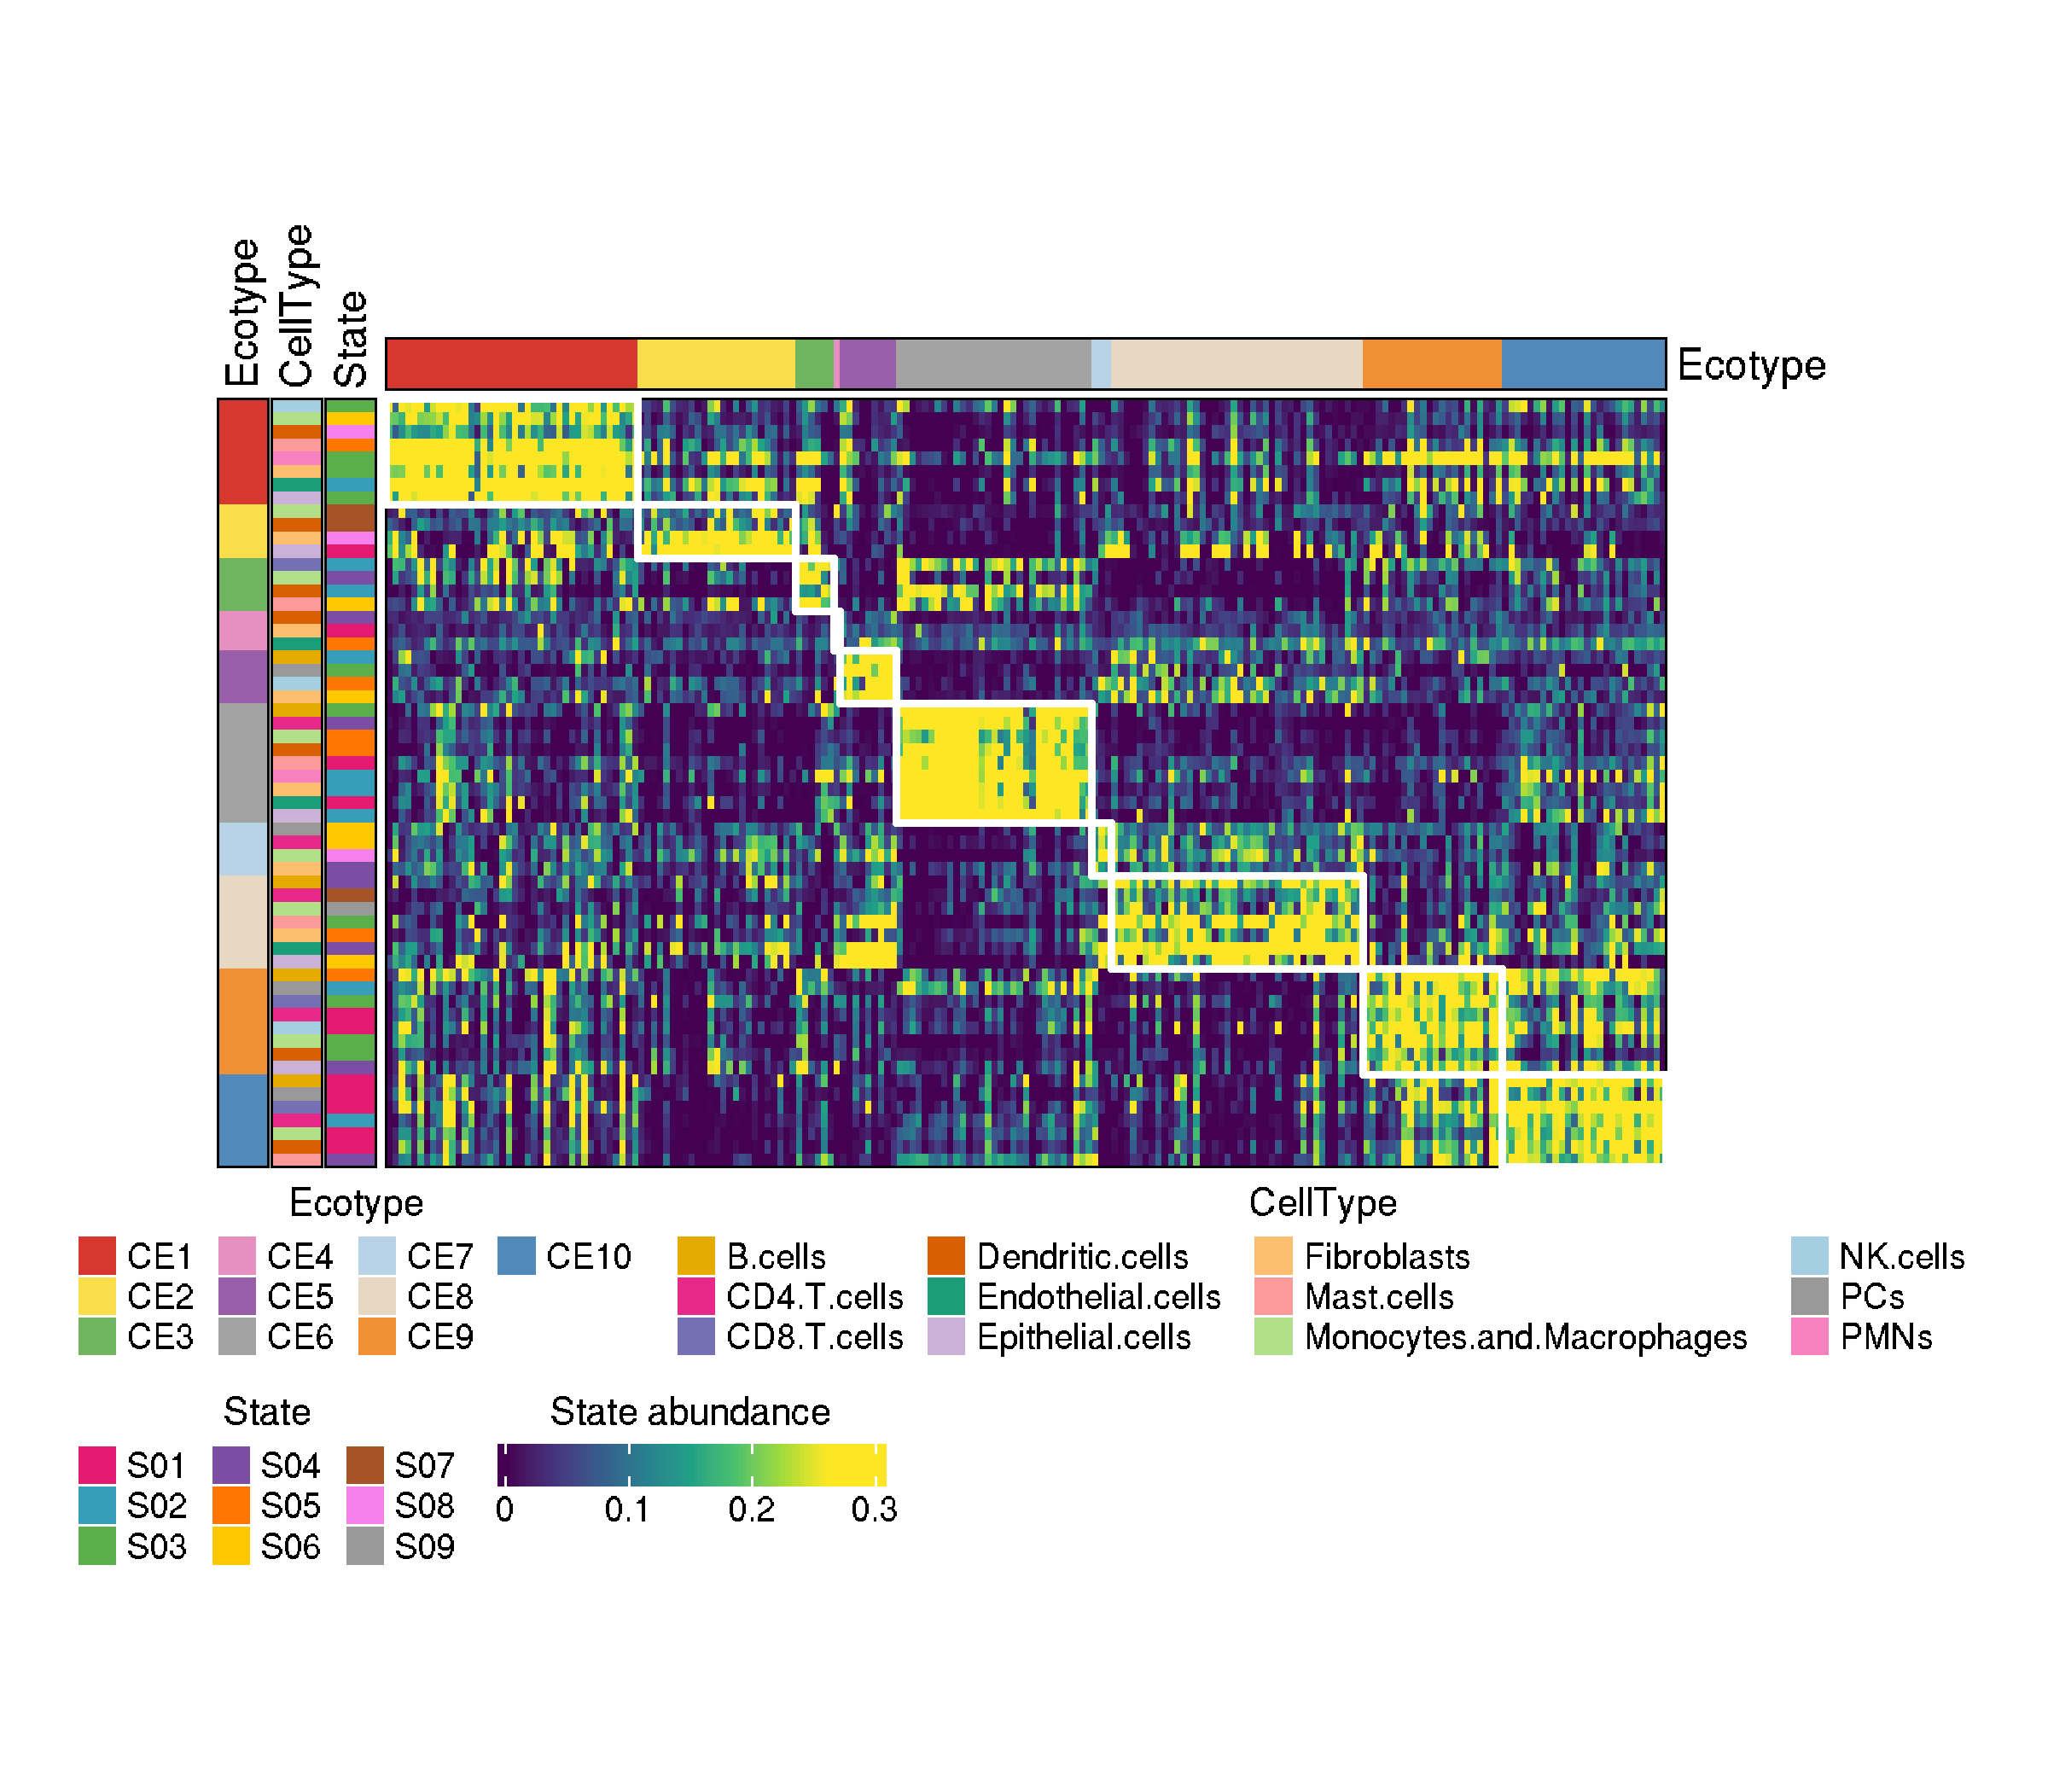 Ecotype
CellType
State
Ecotype
Ecotype
CE1 CE4 CE7 CE10
CE2 CE5 CE8
CE3 CE6 CE9
CellType
B.cells Dendritic.cells Fibroblasts NK.cells
CD4.T.cells Endothelial.cells Mast.cells PCs
CD8.T.cells Epithelial.cells Monocytes.and.Macrophages PMNs
State
S01 S04 S07
S02 S05 S08
S03 S06 S09
State abundance
0 0.1 0.2 0.3